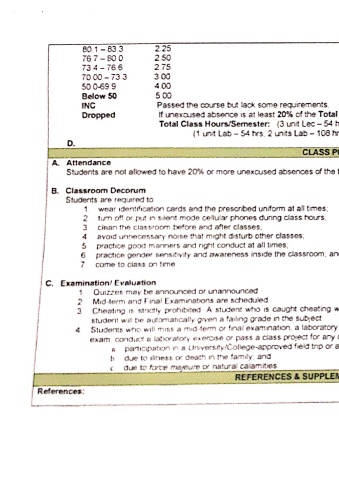 80.1 – 83.3 2.25
76.7 – 80.0 2.50
73.4 – 76.6 2.75
70.00 – 73.3 3.00
50.0-69.9 4.00
Below 50 5.00
INC Passed the course but lack some requirements.
Dropped If unexcused absence is at least 20% of the Total
Total Class Hours/Semester: (3 unit Lec – 54 h
(1 unit Lab – 54 hrs, 2 units Lab – 108 hr
D.
CLASS P
A. Attendance
Students are not allowed to have 20% or more unexcused absences of the t
B. Classroom Decorum
Students are required to:
1 wear identification cards and the prescribed uniform at all times;
2 turn off or put in silent mode cellular phones during class hours;
3 clean the classroom before and after classes;
4 avoid unnecessary noise that might disturb other classes;
5 practice good manners and right conduct at all times;
6 practice gender sensitivity and awareness inside the classroom, an
7 come to class on time
C. Examination/ Evaluation
1 Quizzes may be announced or unannounced
2 Mid-term and Final Examinations are scheduled
3 Cheating is strictly prohibited. A student who is caught cheating w
student will be automatically given a failing grade in the subject
4 Students who will miss a mid-term or final examination, a laboratory
exam, conduct a laboratory exercise or pass a class project for any
a participation in a University/College-approved field trip or a
b due to illness or death in the family, and
c due to force majeure or natural calamities
REFERENCES & SUPPLEM
References: